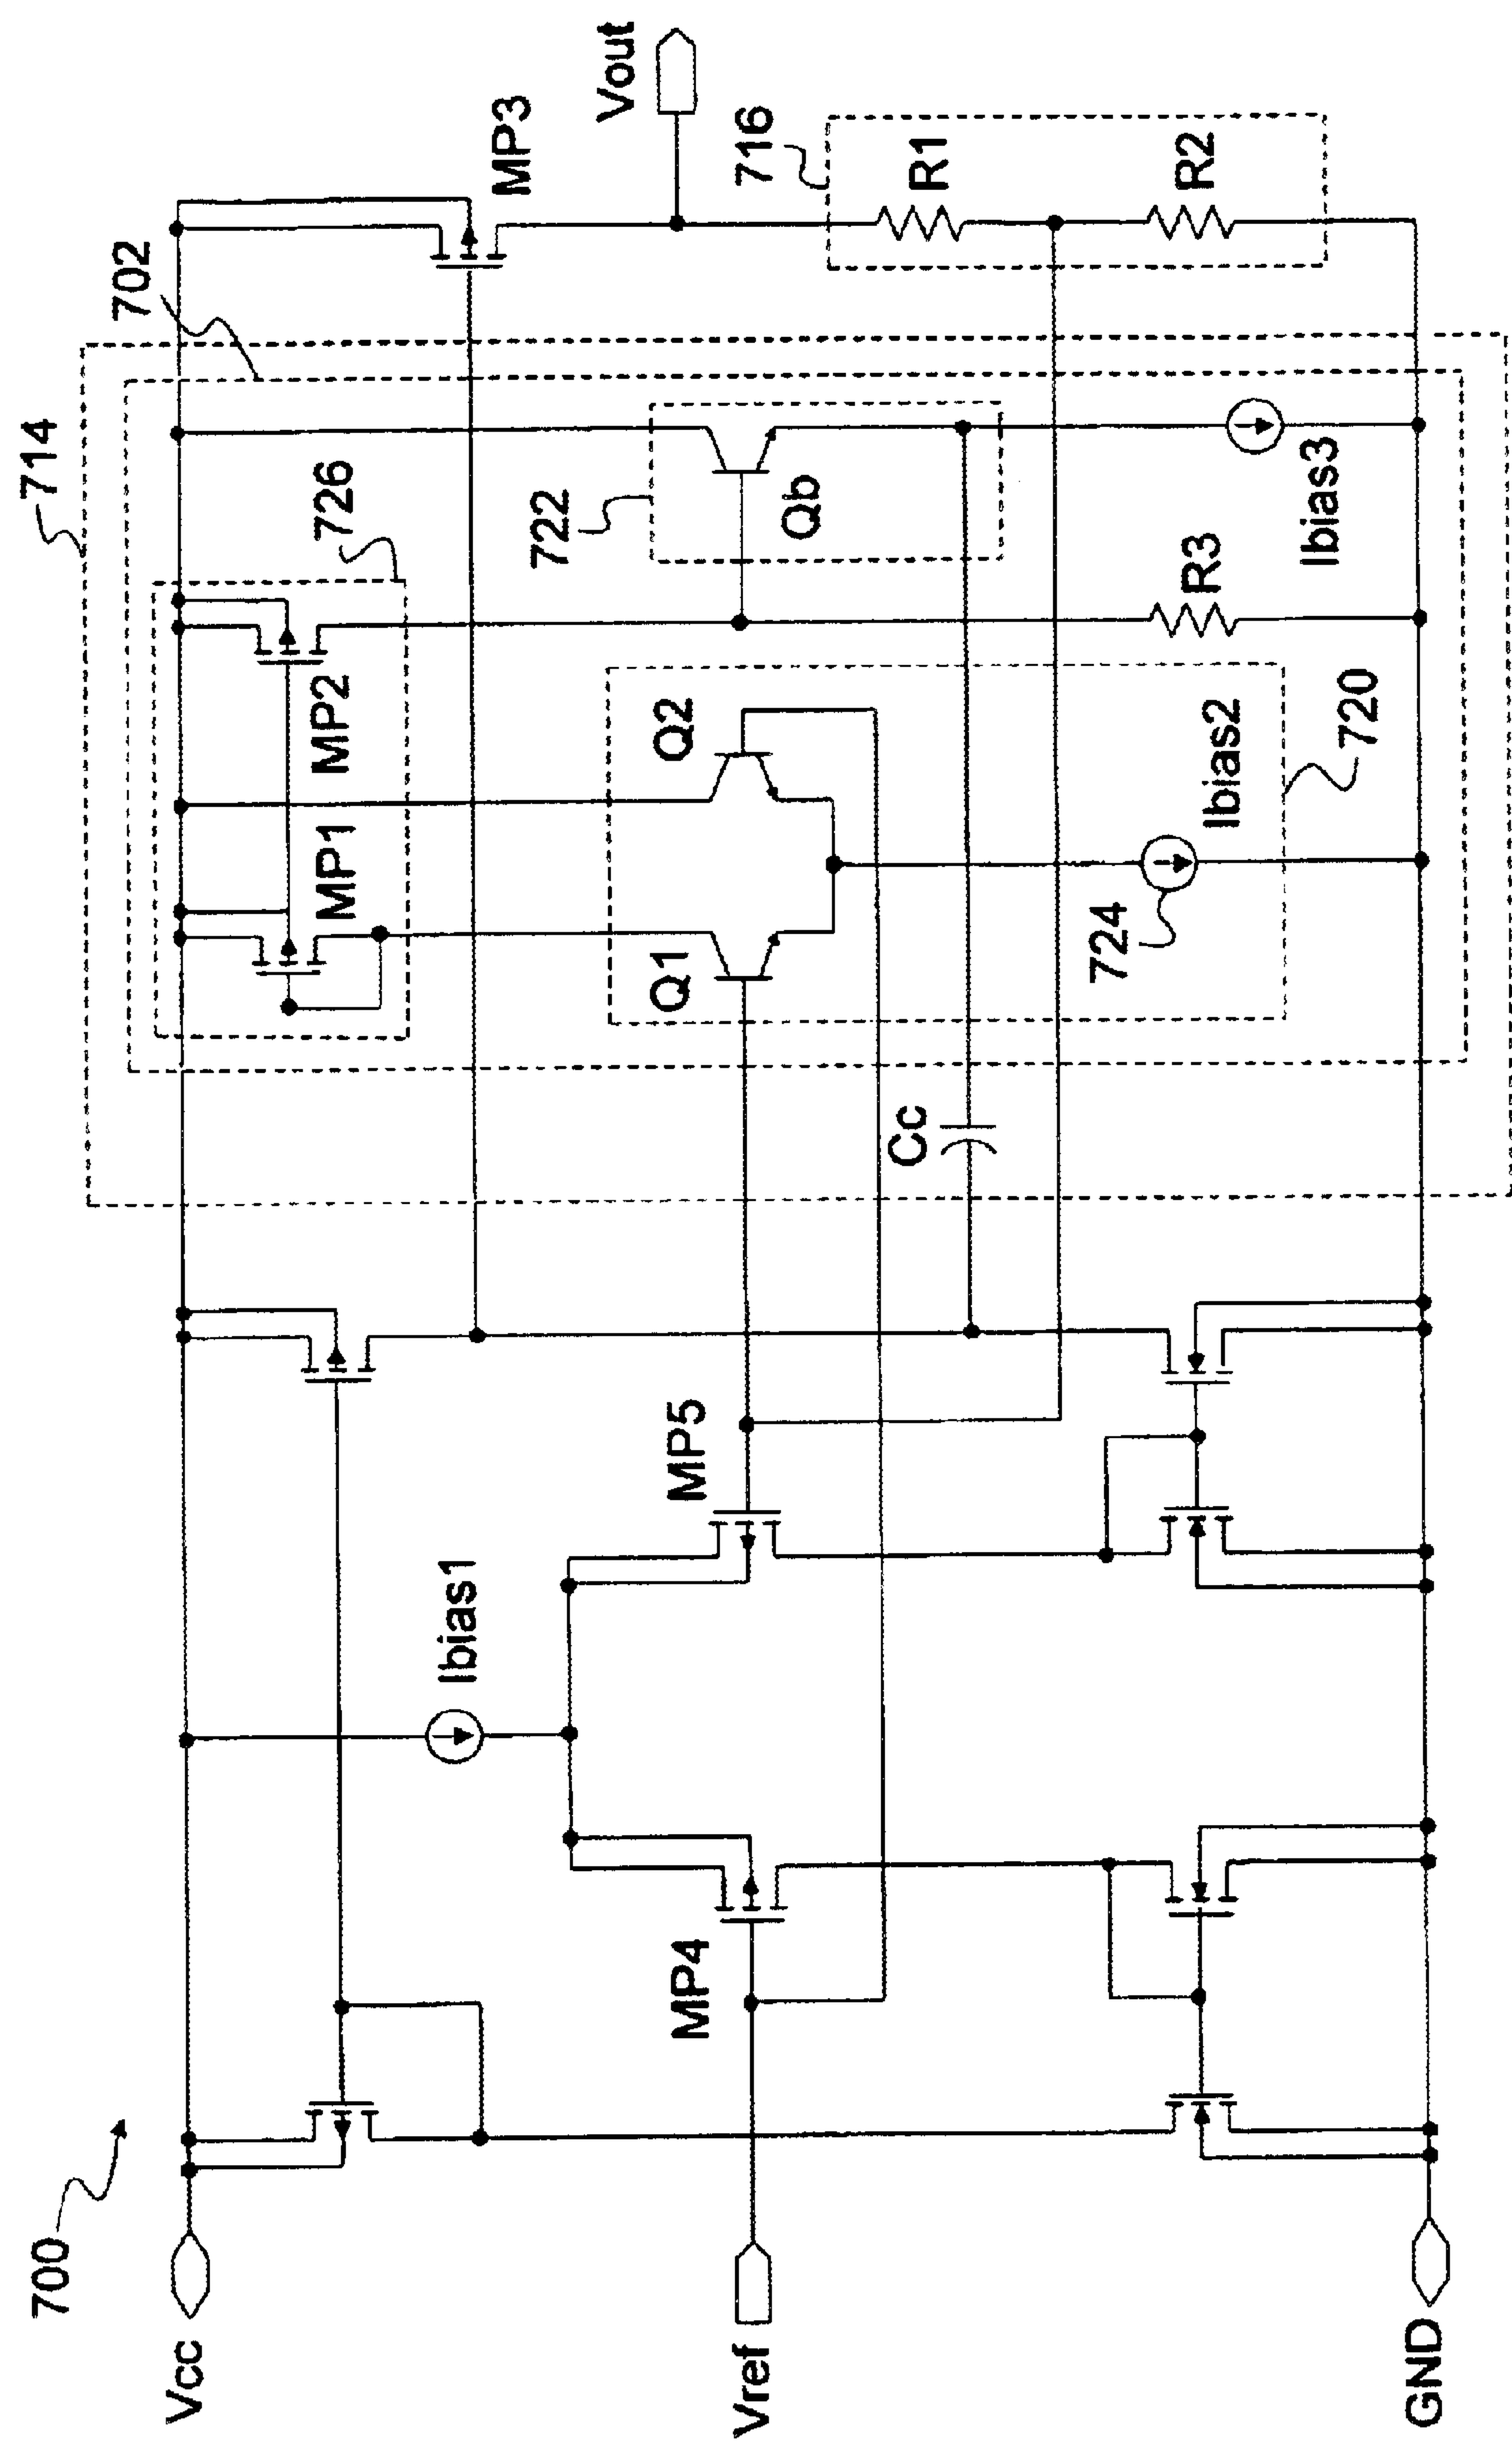 700
Vcc
Vref
GND
MP4
Ibias1
MP5
Cc
714
702
726
MP1
MP2
Q1
Q2
724
Ibias2
720
722
Qb
R3
Ibias3
MP3
Vout
716
R1
R2